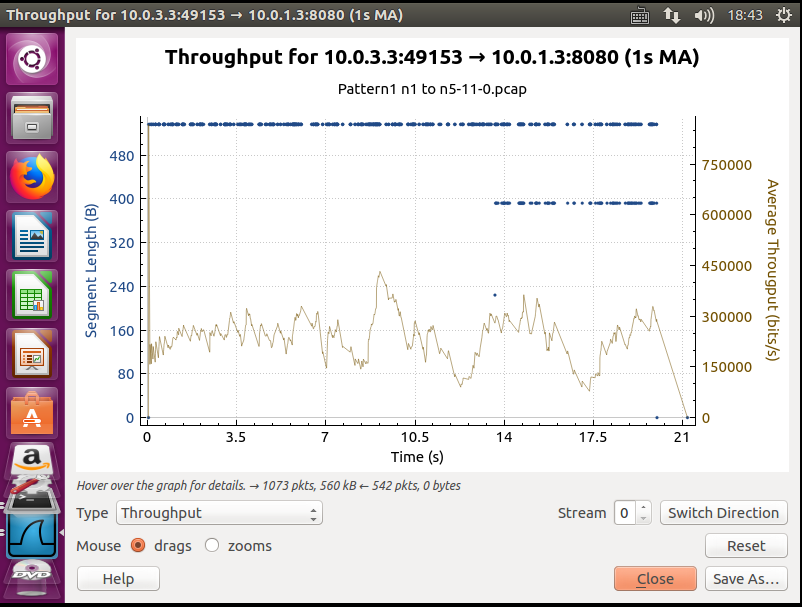 Throughput for 10.0.3.3:49153 → 10.0.1.3:8080 (1s MA)
18:43
Throughput for 10.0.3.3:49153 → 10.0.1.3:8080 (1s MA)
Pattern1 n1 to n5-11-0.pcap
Segment Length (B)
480
400
320
240
160
80
0
Average Througput (bits/s)
750000
600000
450000
300000
150000
0
0 3.5 7 10.5 14 17.5 21
Time (s)
Hover over the graph for details. → 1073 pkts, 560 kB ← 542 pkts, 0 bytes
Type Throughput Stream 0 Switch Direction
Mouse drags zooms Reset
Help Close Save As…
A
a
DVD